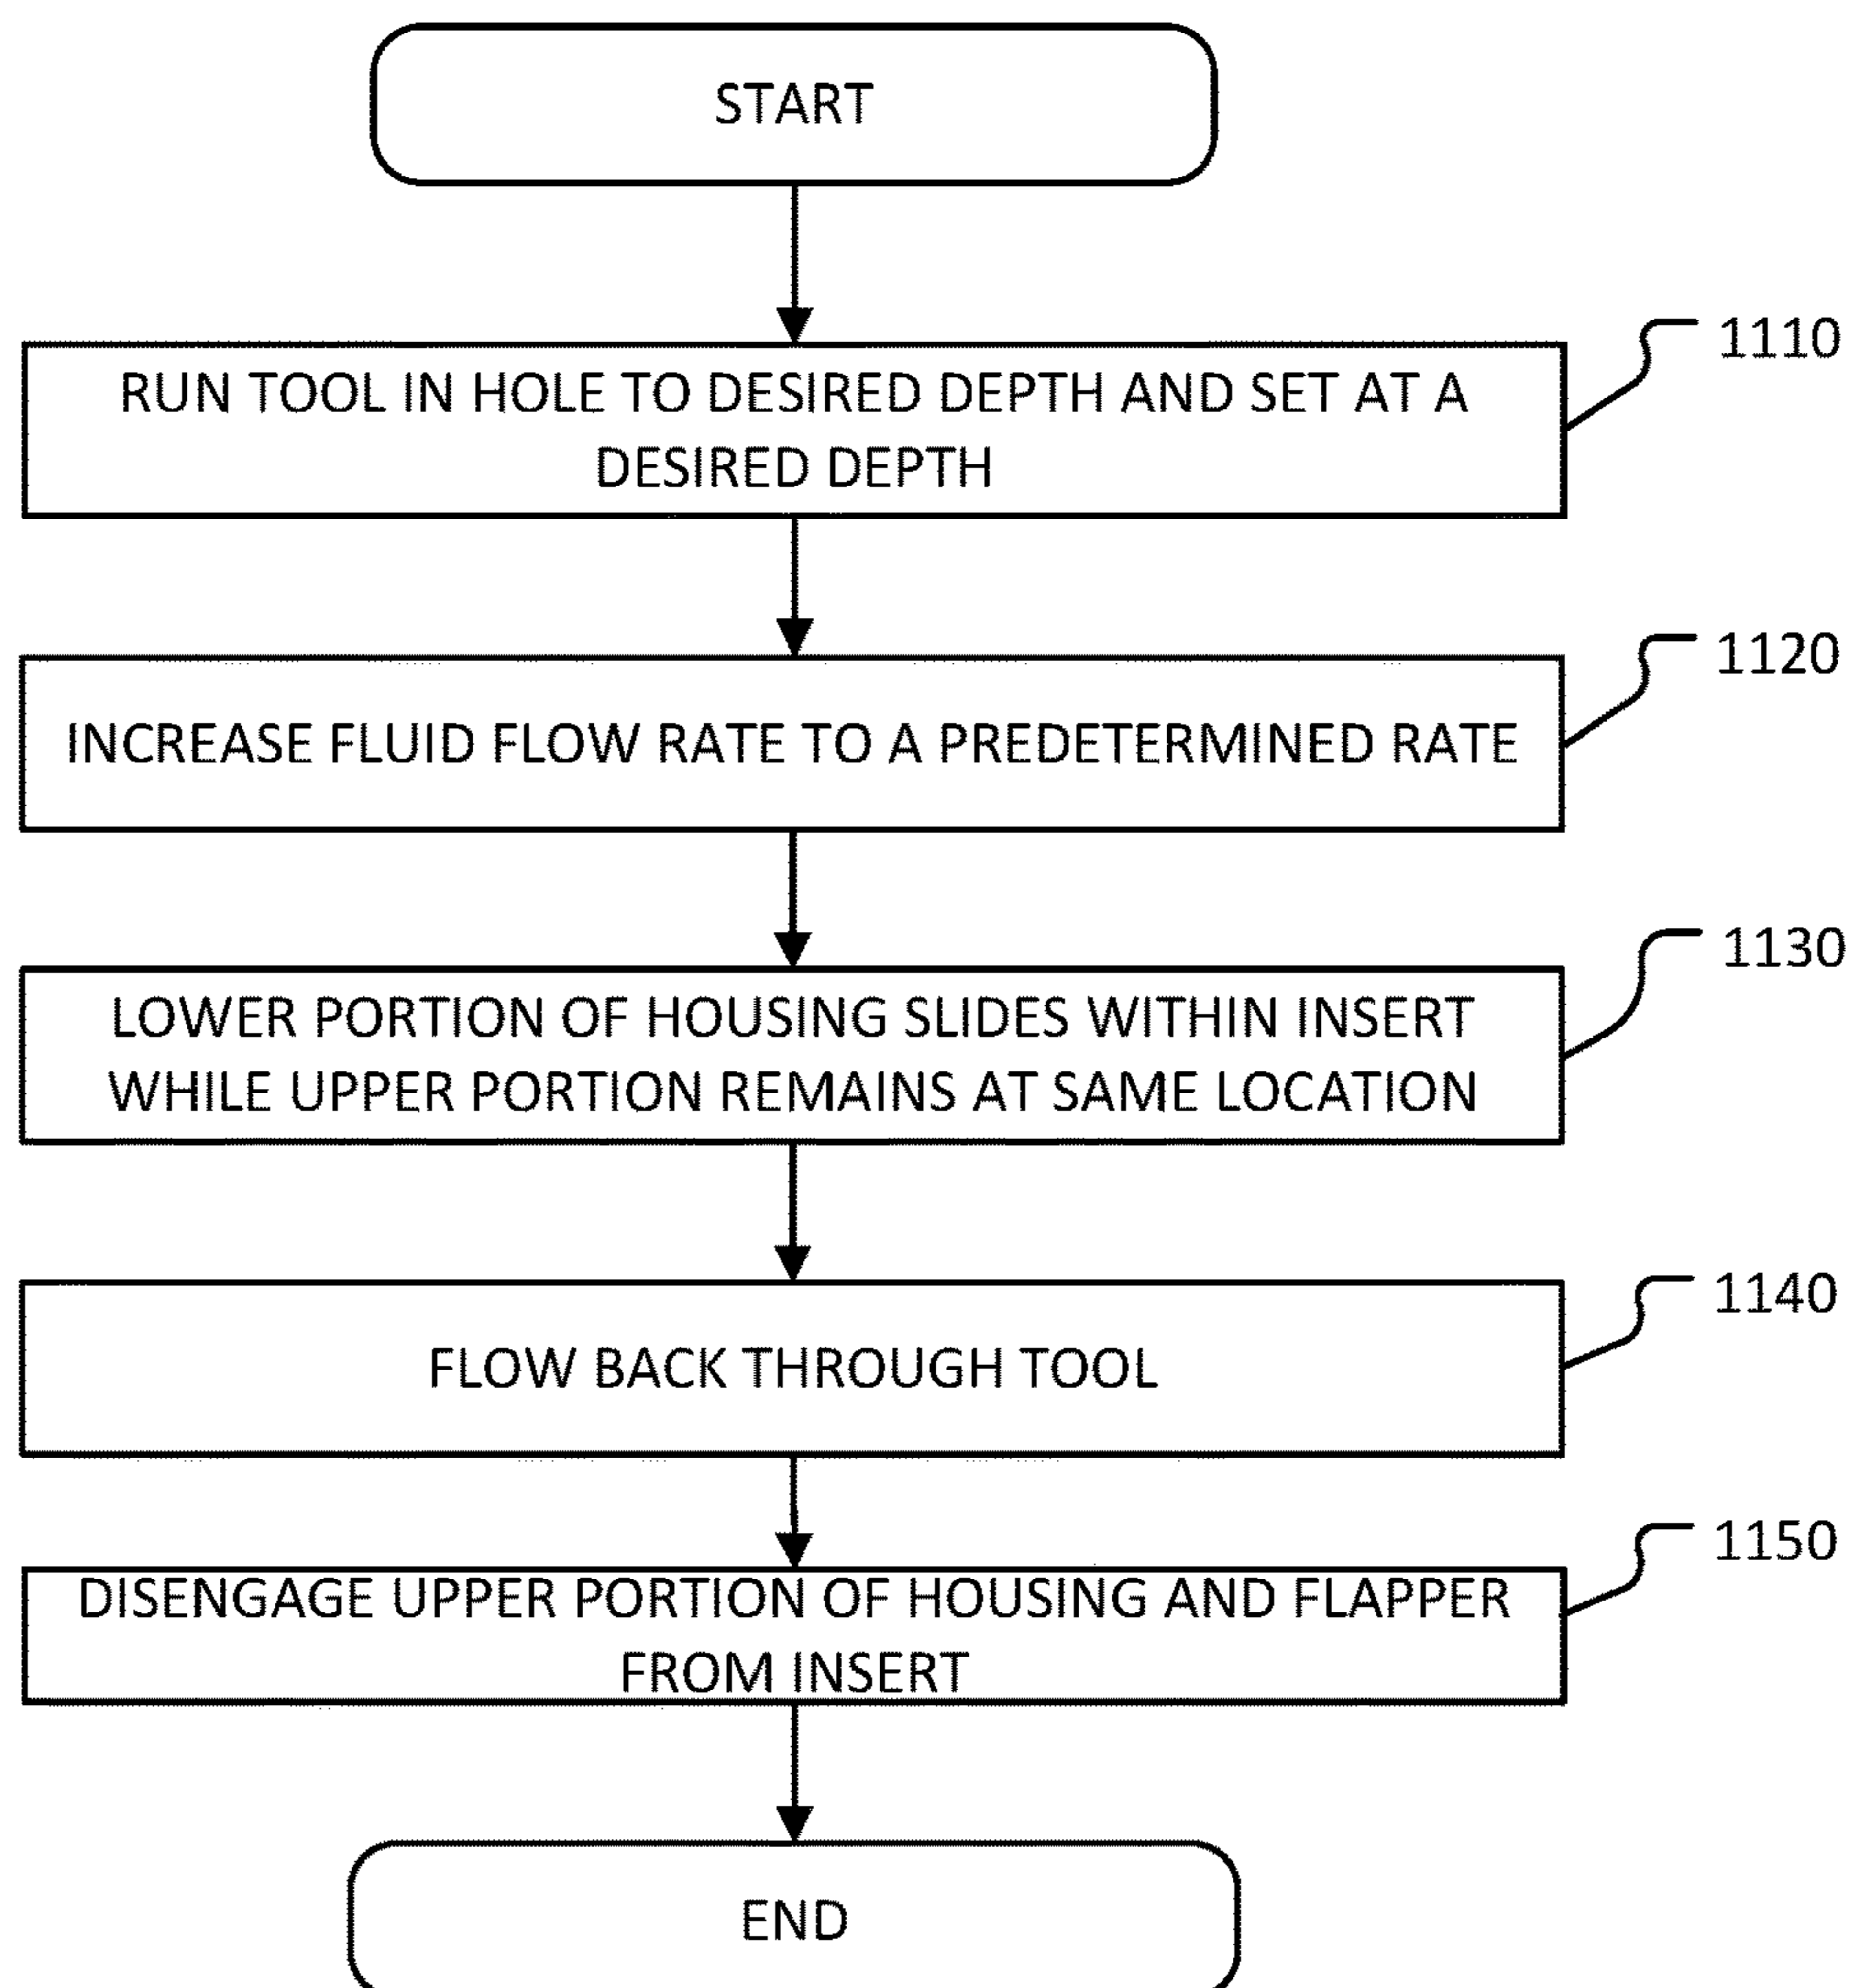 START
RUN TOOL IN HOLE TO DESIRED DEPTH AND SET AT A
DESIRED DEPTH
1110
INCREASE FLUID FLOW RATE TO A PREDETERMINED RATE
1120
LOWER PORTION OF HOUSING SLIDES WITHIN INSERT
WHILE UPPER PORTION REMAINS AT SAME LOCATION
1130
FLOW BACK THROUGH TOOL
1140
DISENGAGE UPPER PORTION OF HOUSING AND FLAPPER
FROM INSERT
1150
END